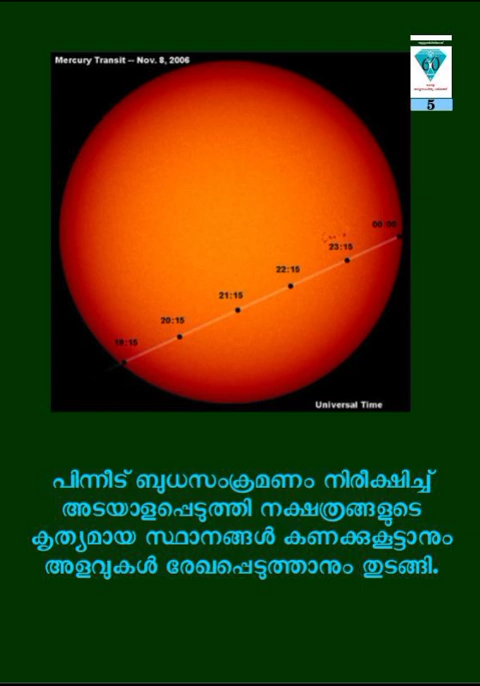 Mercury Transit -- Nov. 8, 2006
60
5
00:00
23:15
22:15
21:15
20:15
19:15
Universal Time
പിന്നീട് ബുധസംക്രമണം നിരീക്ഷിച്ച്
അടയാളപ്പെടുത്തി നക്ഷത്രങ്ങളുടെ
കൃത്യമായ സ്ഥാനങ്ങൾ കണക്കുകൂട്ടാനും
അളവുകൾ രേഖപ്പെടുത്താനും തുടങ്ങി.